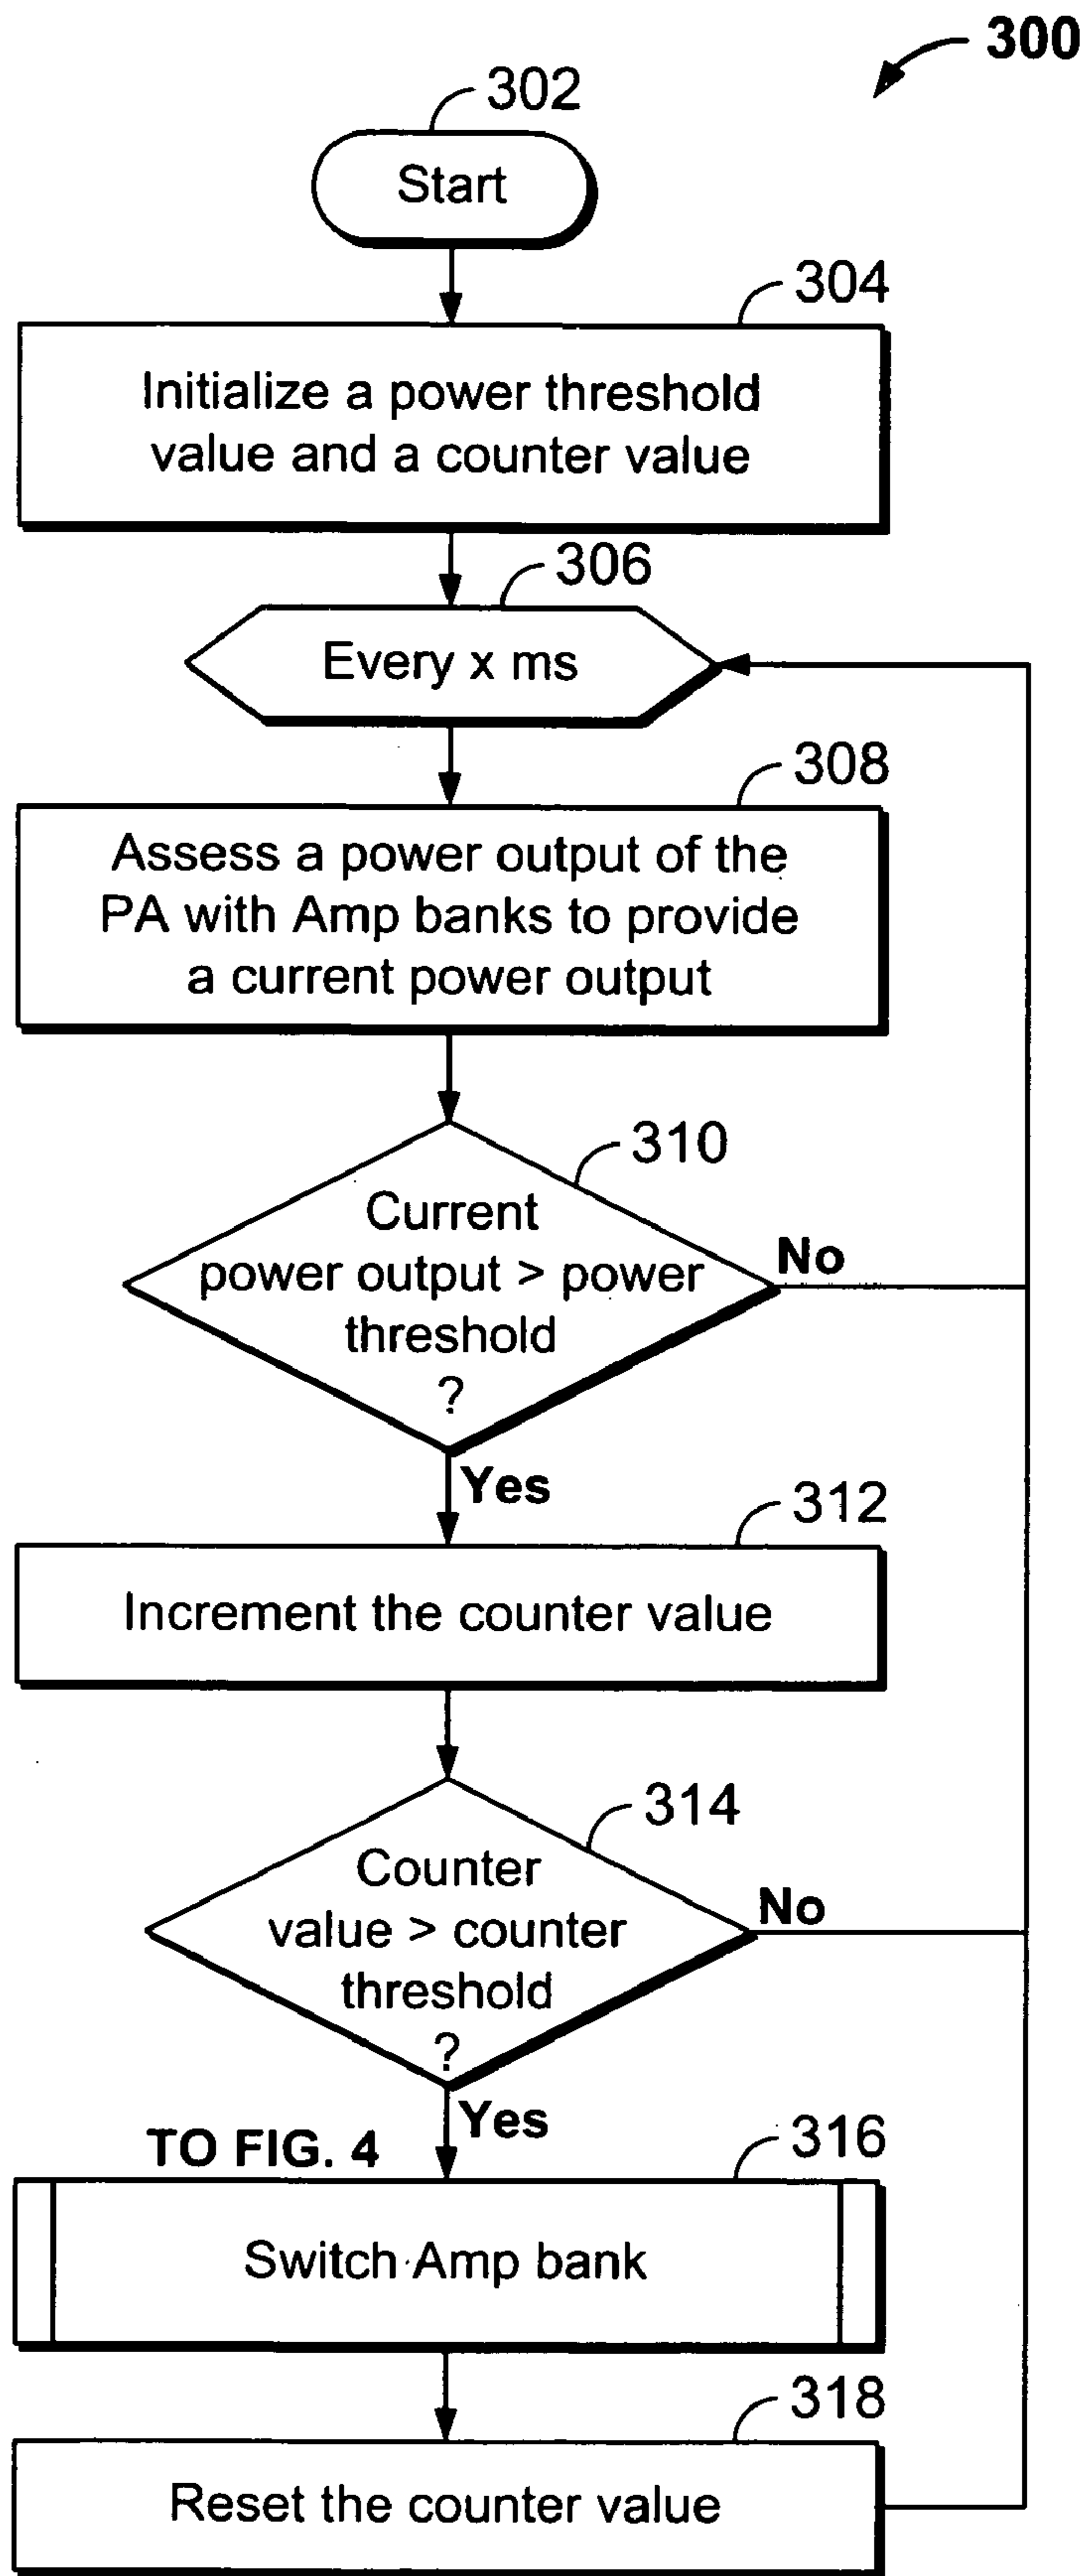 300
302
Start
304
Initialize a power threshold
value and a counter value
306
Every x ms
308
Assess a power output of the
PA with Amp banks to provide
a current power output
310
Current
power output > power
threshold
?
No
Yes
312
Increment the counter value
314
Counter
value > counter
threshold
?
No
Yes
TO FIG. 4
316
Switch Amp bank
318
Reset the counter value